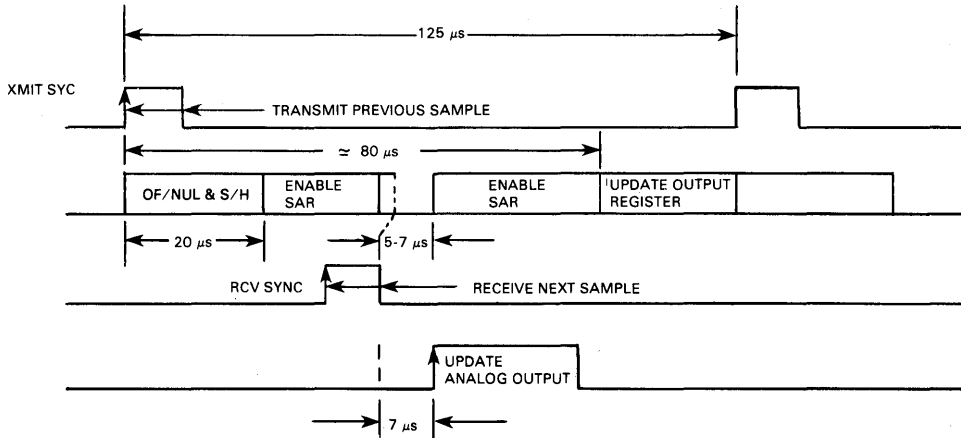 125 μs
XMIT SYC
TRANSMIT PREVIOUS SAMPLE
≃ 80 μs
OF/NUL & S/H
ENABLE
SAR
ENABLE
SAR
UPDATE OUTPUT
REGISTER
20 μs
5-7 μs
RCV SYNC
RECEIVE NEXT SAMPLE
UPDATE
ANALOG OUTPUT
7 μs